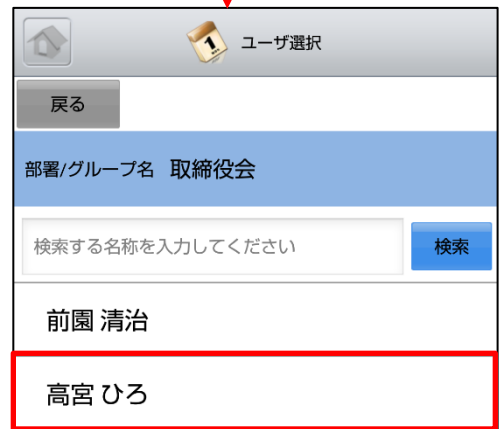 1 ユーザ選択
戻る
部署/グループ名 取締役会
検索する名称を入力してください 検索
前園 清治
高宮 ひろ